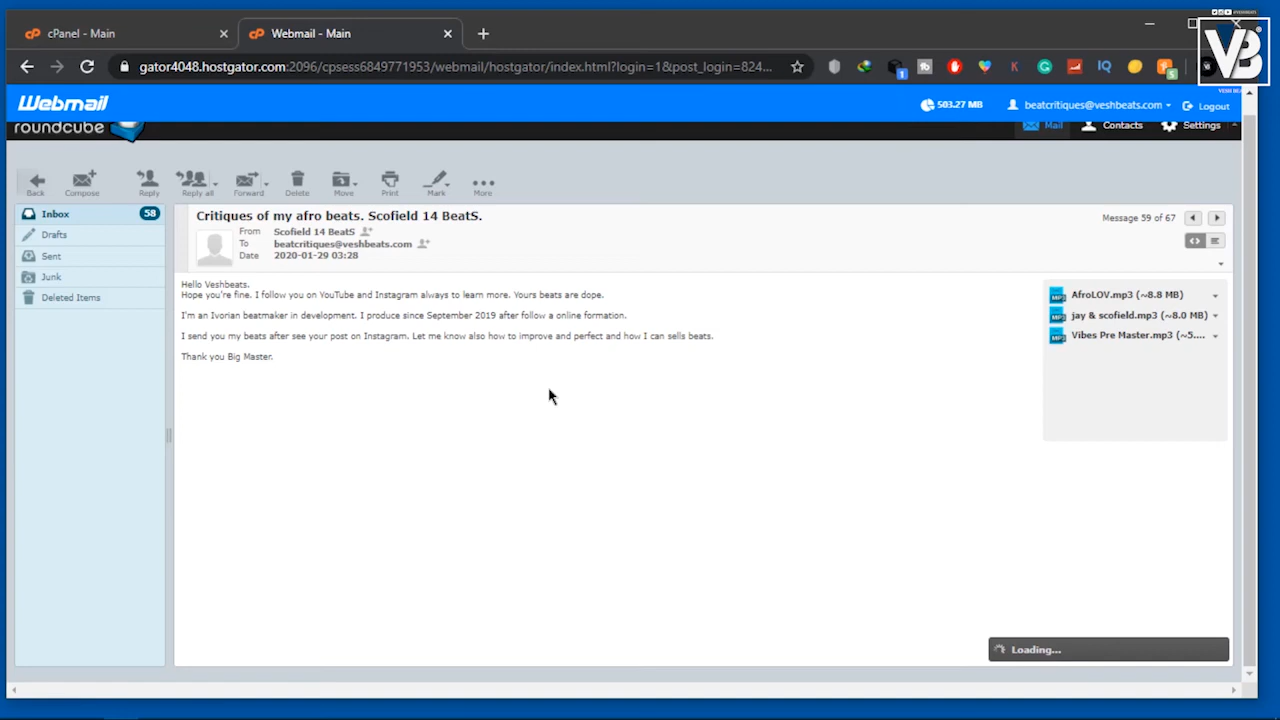 cPanel - Main
Webmail - Main
VB
gator4048.hostgator.com:2096/cpsess6849771953/webmail/hostgator/index.html?login=1&post_login=824...
Webmail
503.27 MB
beatcritiques@veshbeats.com
Logout
roundcube
Mail
Contacts
Settings
Back
Compose
Reply
Reply all
Forward
Delete
Move
Print
Mark
More
Inbox
58
Drafts
Sent
Junk
Deleted Items
Critiques of my afro beats. Scofield 14 BeatS.
Message 59 of 67
From Scofield 14 BeatS
To beatcritiques@veshbeats.com
Date 2020-01-29 03:28
Hello Veshbeats.
Hope you're fine. I follow you on YouTube and Instagram always to learn more. Yours beats are dope.
I'm an Ivorian beatmaker in development. I produce since September 2019 after follow a online formation.
I send you my beats after see your post on Instagram. Let me know also how to improve and perfect and how I can sells beats.
Thank you Big Master.
AfroLOV.mp3 (~8.8 MB)
jay & scofield.mp3 (~8.0 MB)
Vibes Pre Master.mp3 (~5....
Loading...